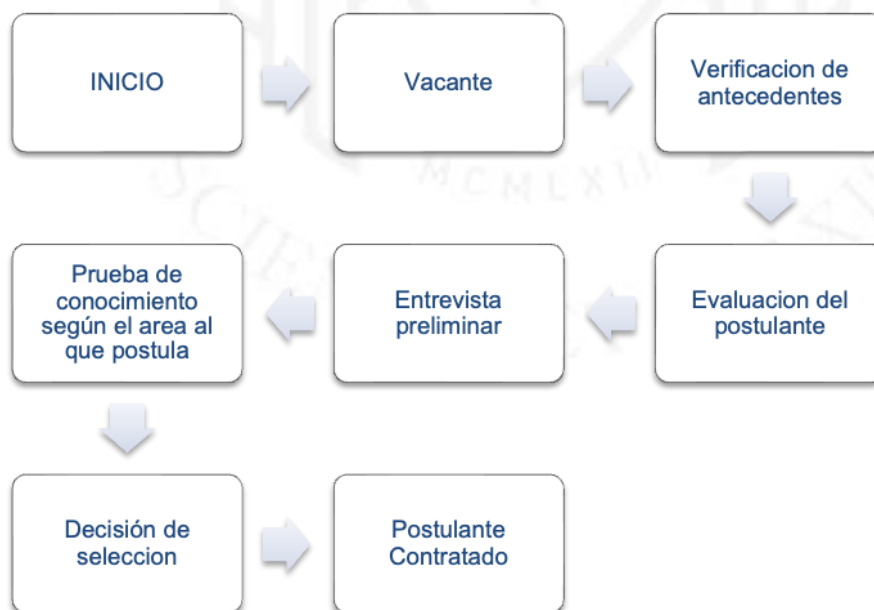 INICIO
Vacante
Verificacion de
antecedentes
Evaluacion del
postulante
Entrevista
preliminar
Prueba de
conocimiento
según el area al
que postula
Decisión de
seleccion
Postulante
Contratado
MCMLXII